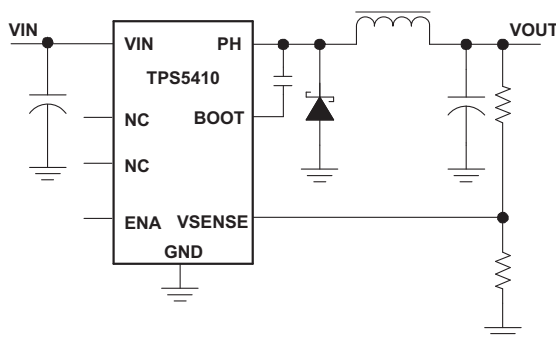 VIN
VOUT
VIN
PH
TPS5410
NC
BOOT
NC
ENA
VSENSE
GND